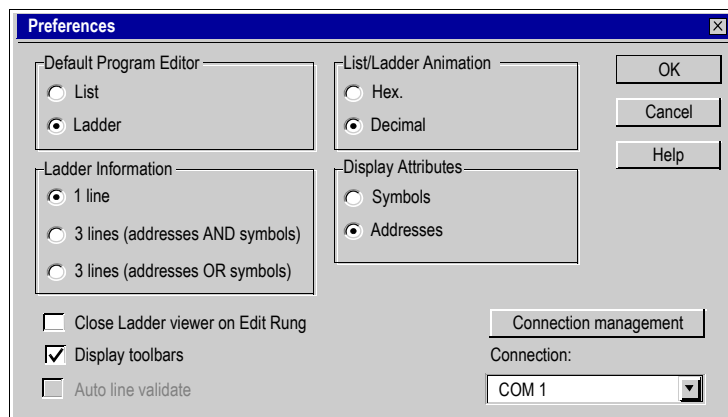 Preferences
Default Program Editor
List
Ladder
List/Ladder Animation
Hex.
Decimal
OK
Cancel
Help
Ladder Information
1 line
3 lines (addresses AND symbols)
3 lines (addresses OR symbols)
Display Attributes
Symbols
Addresses
Close Ladder viewer on Edit Rung
Display toolbars
Auto line validate
Connection management
Connection:
COM 1